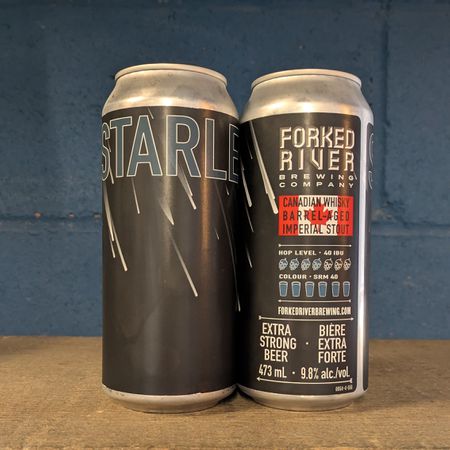 STARLE
FORKED
RIVER
BREWING
COMPANY
CANADIAN WHISKY
BARREL-AGED
IMPERIAL STOUT
HOP LEVEL · 40 IBU
COLOUR · SRM 40
FORKEDRIVERBREWING.COM
EXTRA
STRONG
BEER
·
BIÈRE
EXTRA
FORTE
473 mL · 9.8% alc./vol.